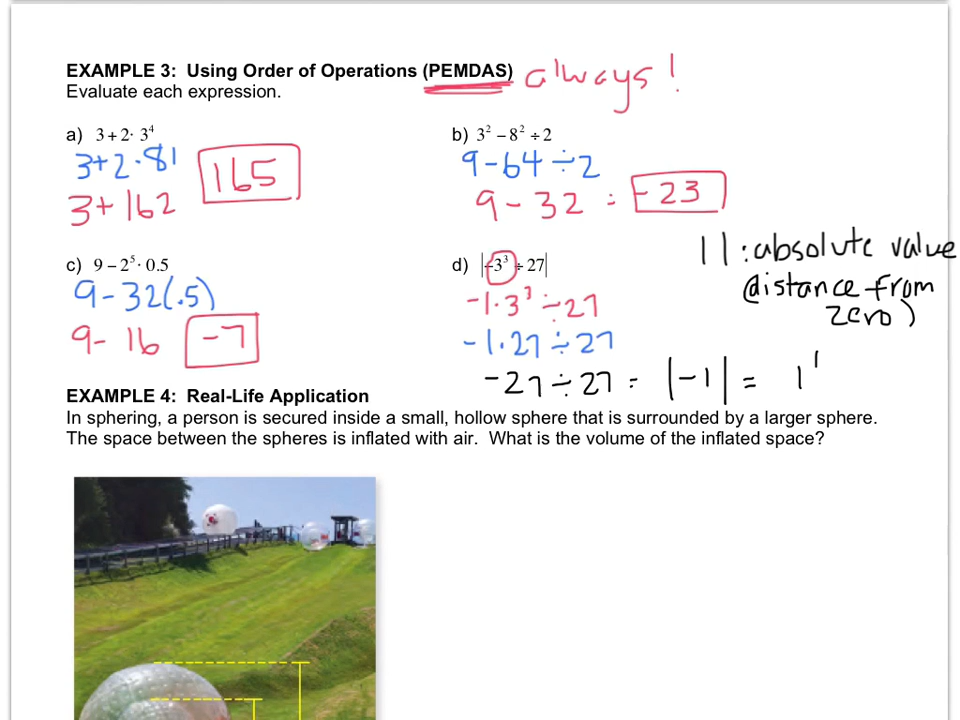 EXAMPLE 3: Using Order of Operations (PEMDAS) always!
Evaluate each expression.
a) 3 + 2 · 3⁴
3+2·81
3+162
165
b) 3² – 8² ÷ 2
9-64÷2
9-32 = -23
c) 9 – 2⁵ · 0.5
9-32(.5)
9-16
-7
d) |–3³ ÷ 27|
-1·3³÷27
-1·27÷27
-27÷27 = |-1| = 1
| | : absolute value
(distance from
zero)
EXAMPLE 4: Real-Life Application
In sphering, a person is secured inside a small, hollow sphere that is surrounded by a larger sphere.
The space between the spheres is inflated with air. What is the volume of the inflated space?